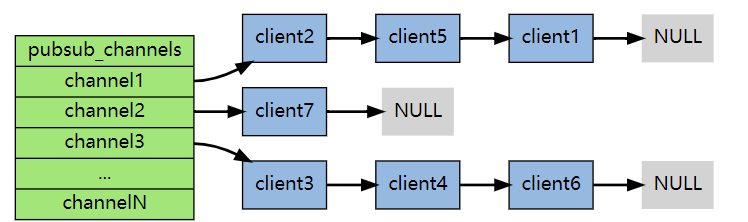 pubsub_channels
channel1
channel2
channel3
...
channelN
client2 client5 client1 NULL
client7 NULL
client3 client4 client6 NULL